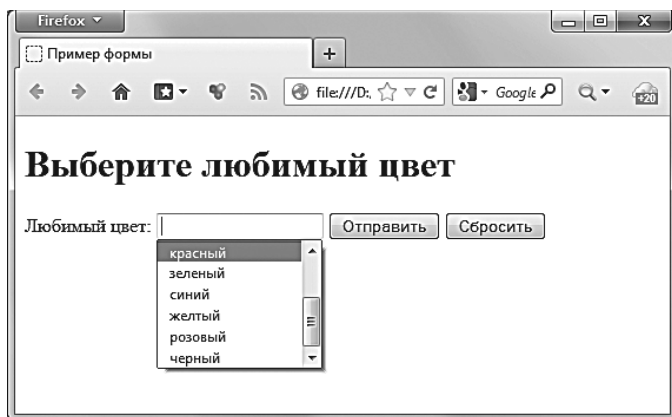 Firefox
Пример формы
+
file:///D:
Google
+20
Выберите любимый цвет
Любимый цвет: Отправить Сбросить
красный
зеленый
синий
желтый
розовый
черный